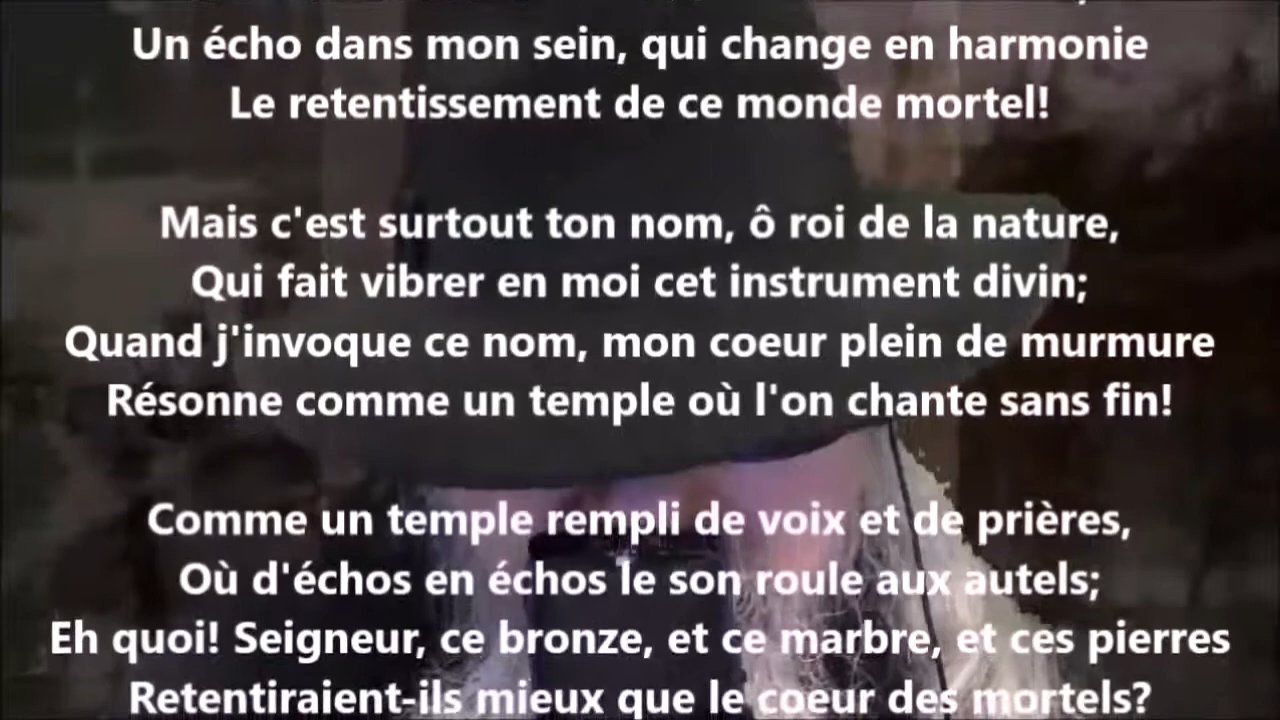 Un écho dans mon sein, qui change en harmonie
Le retentissement de ce monde mortel!
Mais c'est surtout ton nom, ô roi de la nature,
Qui fait vibrer en moi cet instrument divin;
Quand j'invoque ce nom, mon coeur plein de murmure
Résonne comme un temple où l'on chante sans fin!
Comme un temple rempli de voix et de prières,
Où d'échos en échos le son roule aux autels;
Eh quoi! Seigneur, ce bronze, et ce marbre, et ces pierres
Retentiraient-ils mieux que le coeur des mortels?